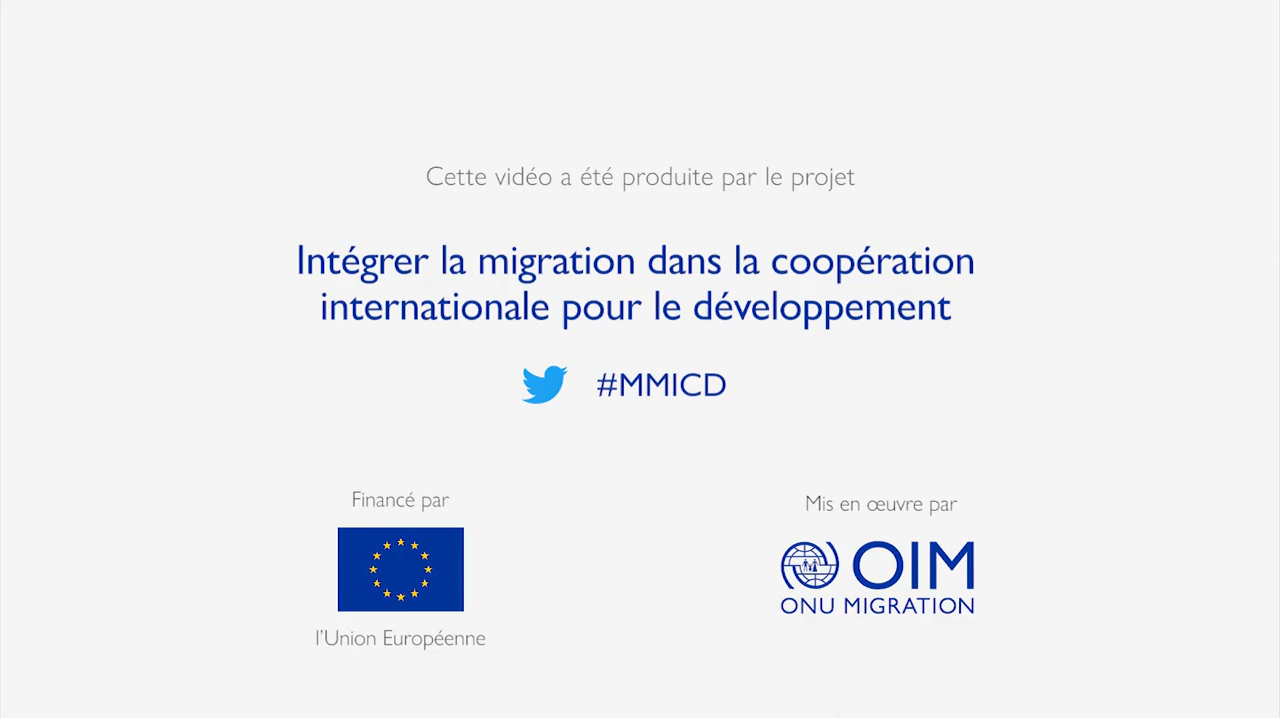 Cette vidéo a été produite par le projet
Intégrer la migration dans la coopération
internationale pour le développement
#MMICD
Financé par
l'Union Européenne
Mis en œuvre par
OIM
ONU MIGRATION